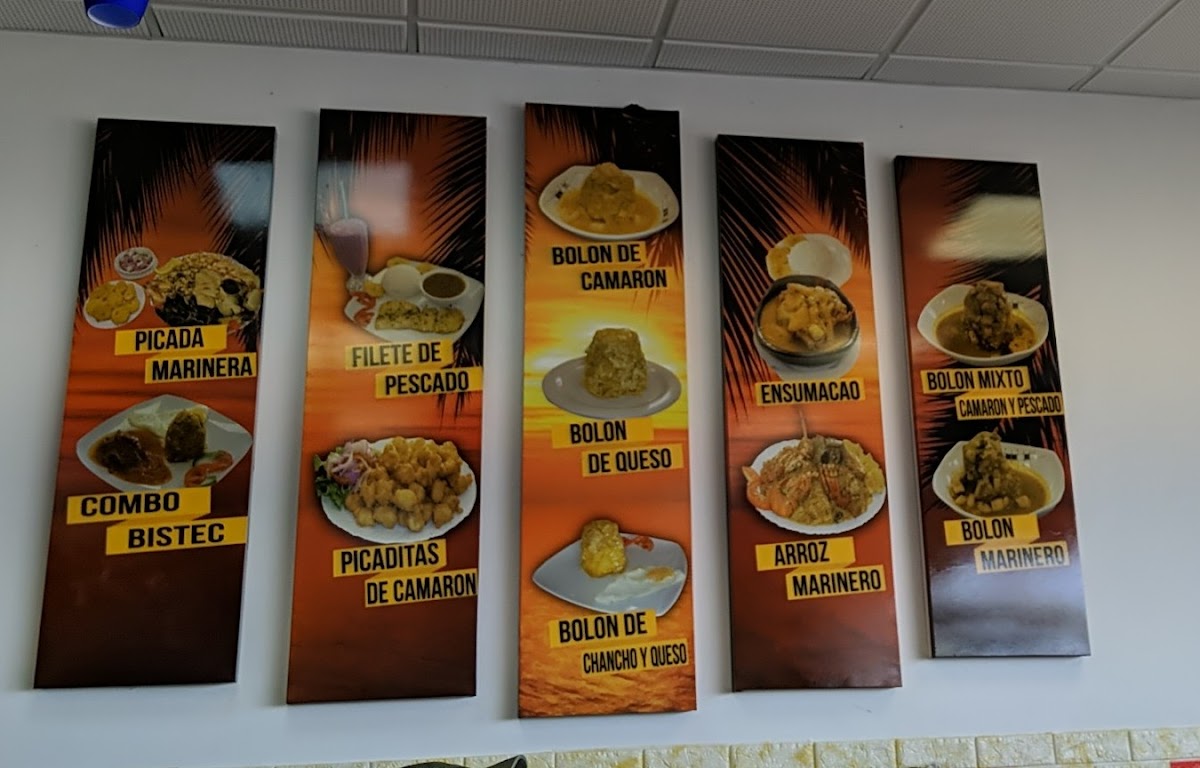 PICADA
MARINERA
COMBO
BISTEC
FILETE DE
PESCADO
PICADITAS
DE CAMARON
BOLON DE
CAMARON
BOLON
DE QUESO
BOLON DE
CHANCHO Y QUESO
ENSUMACAO
ARROZ
MARINERO
BOLON MIXTO
CAMARON Y PESCADO
BOLON
MARINERO